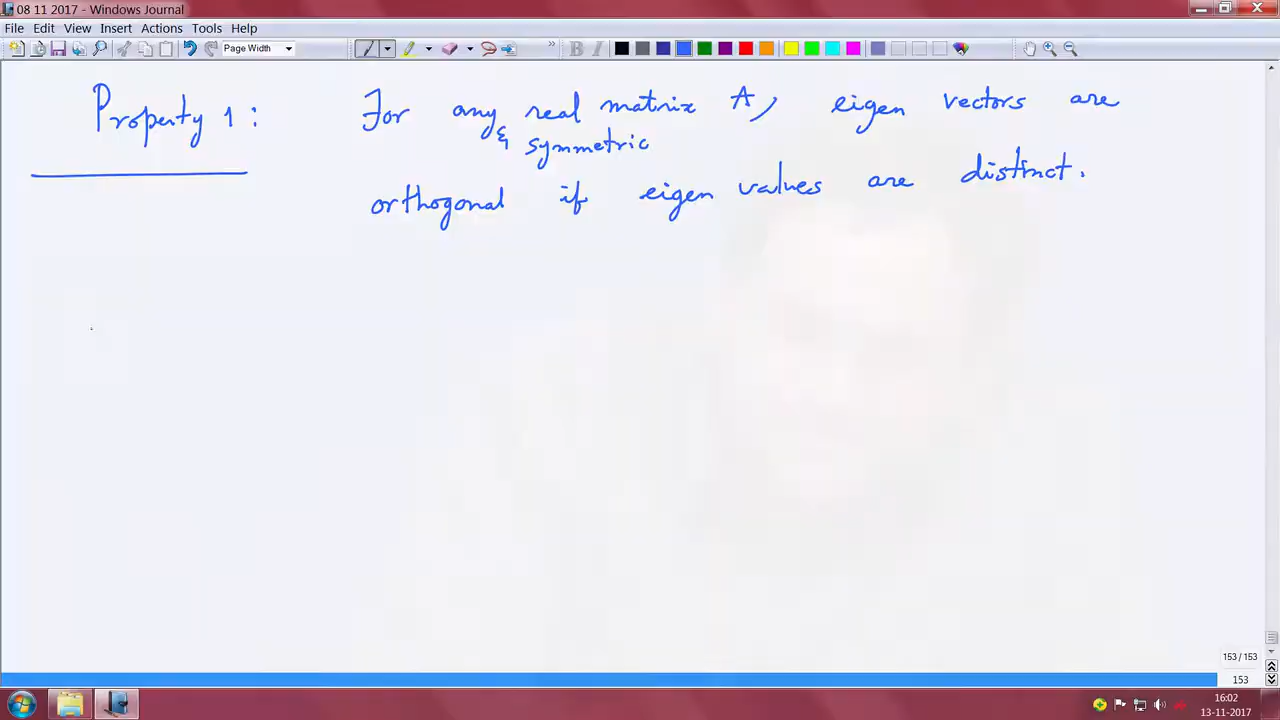 08 11 2017 - Windows Journal
File Edit View Insert Actions Tools Help
Page Width
Property 1 : For any real matrix A, eigen vectors are
& symmetric
orthogonal if eigen values are distinct.
153 / 153
153
16:02
13-11-2017